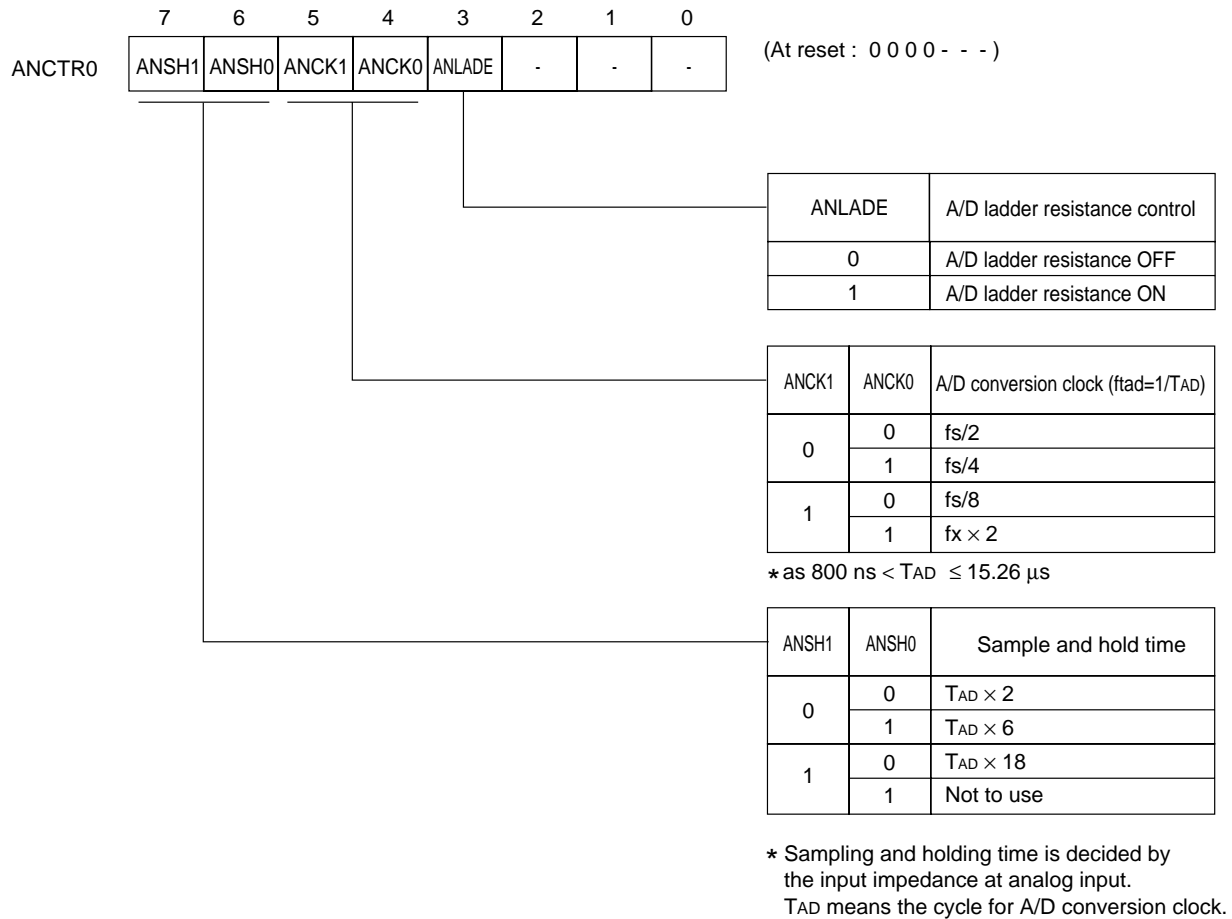 7 6 5 4 3 2 1 0
ANCTR0 ANSH1 ANSH0 ANCK1 ANCK0 ANLADE - - - (At reset : 0 0 0 0 - - - )
ANLADE A/D ladder resistance control
0 A/D ladder resistance OFF
1 A/D ladder resistance ON
ANCK1 ANCK0 A/D conversion clock (ftad=1/TAD)
0 0 fs/2
1 fs/4
1 0 fs/8
1 fx × 2
* as 800 ns < TAD ≤ 15.26 μs
ANSH1 ANSH0 Sample and hold time
0 0 TAD × 2
1 TAD × 6
1 0 TAD × 18
1 Not to use
* Sampling and holding time is decided by
the input impedance at analog input.
TAD means the cycle for A/D conversion clock.